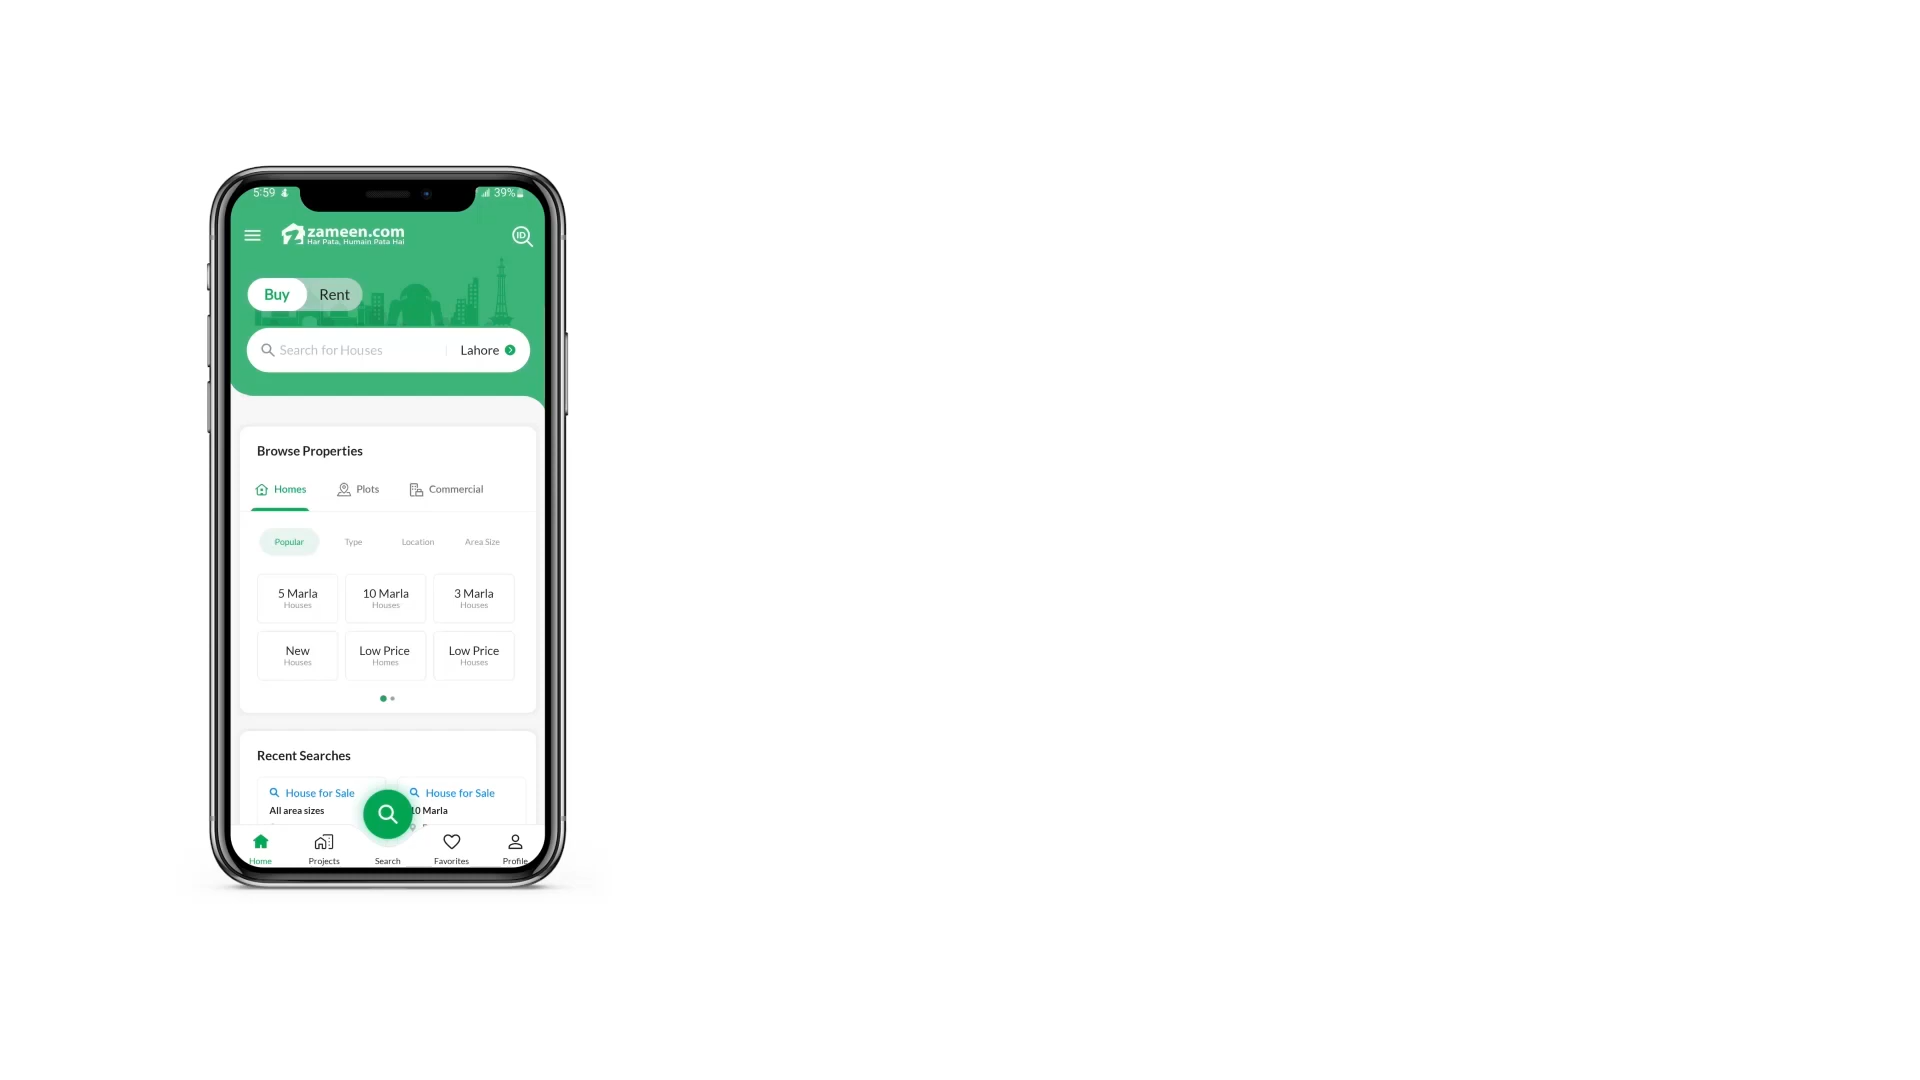 5:59 39%
zameen.com
Har Pata, Humain Pata Hai
ID
Buy Rent
Search for Houses Lahore
Browse Properties
Homes Plots Commercial
Popular Type Location Area Size
5 Marla 10 Marla 3 Marla
Houses Houses Houses
New Low Price Low Price
Houses Homes Houses
Recent Searches
House for Sale House for Sale
All area sizes 10 Marla
Home Projects Search Favorites Profile